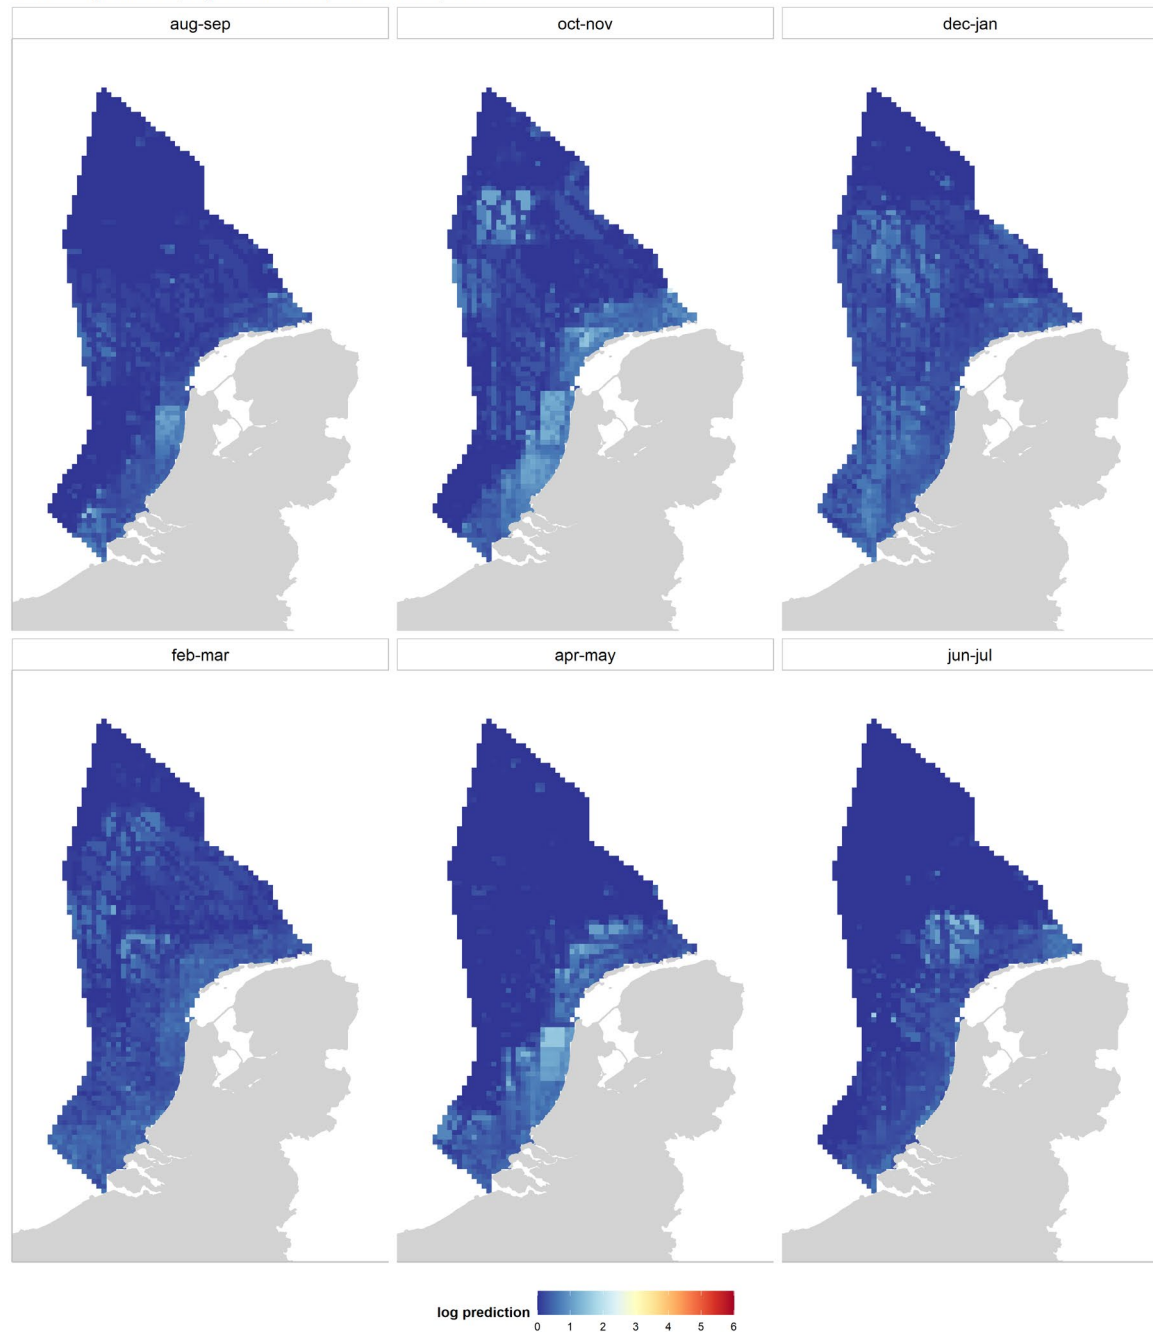 aug-sep
oct-nov
dec-jan
feb-mar
apr-may
jun-jul
log prediction
0 1 2 3 4 5 6